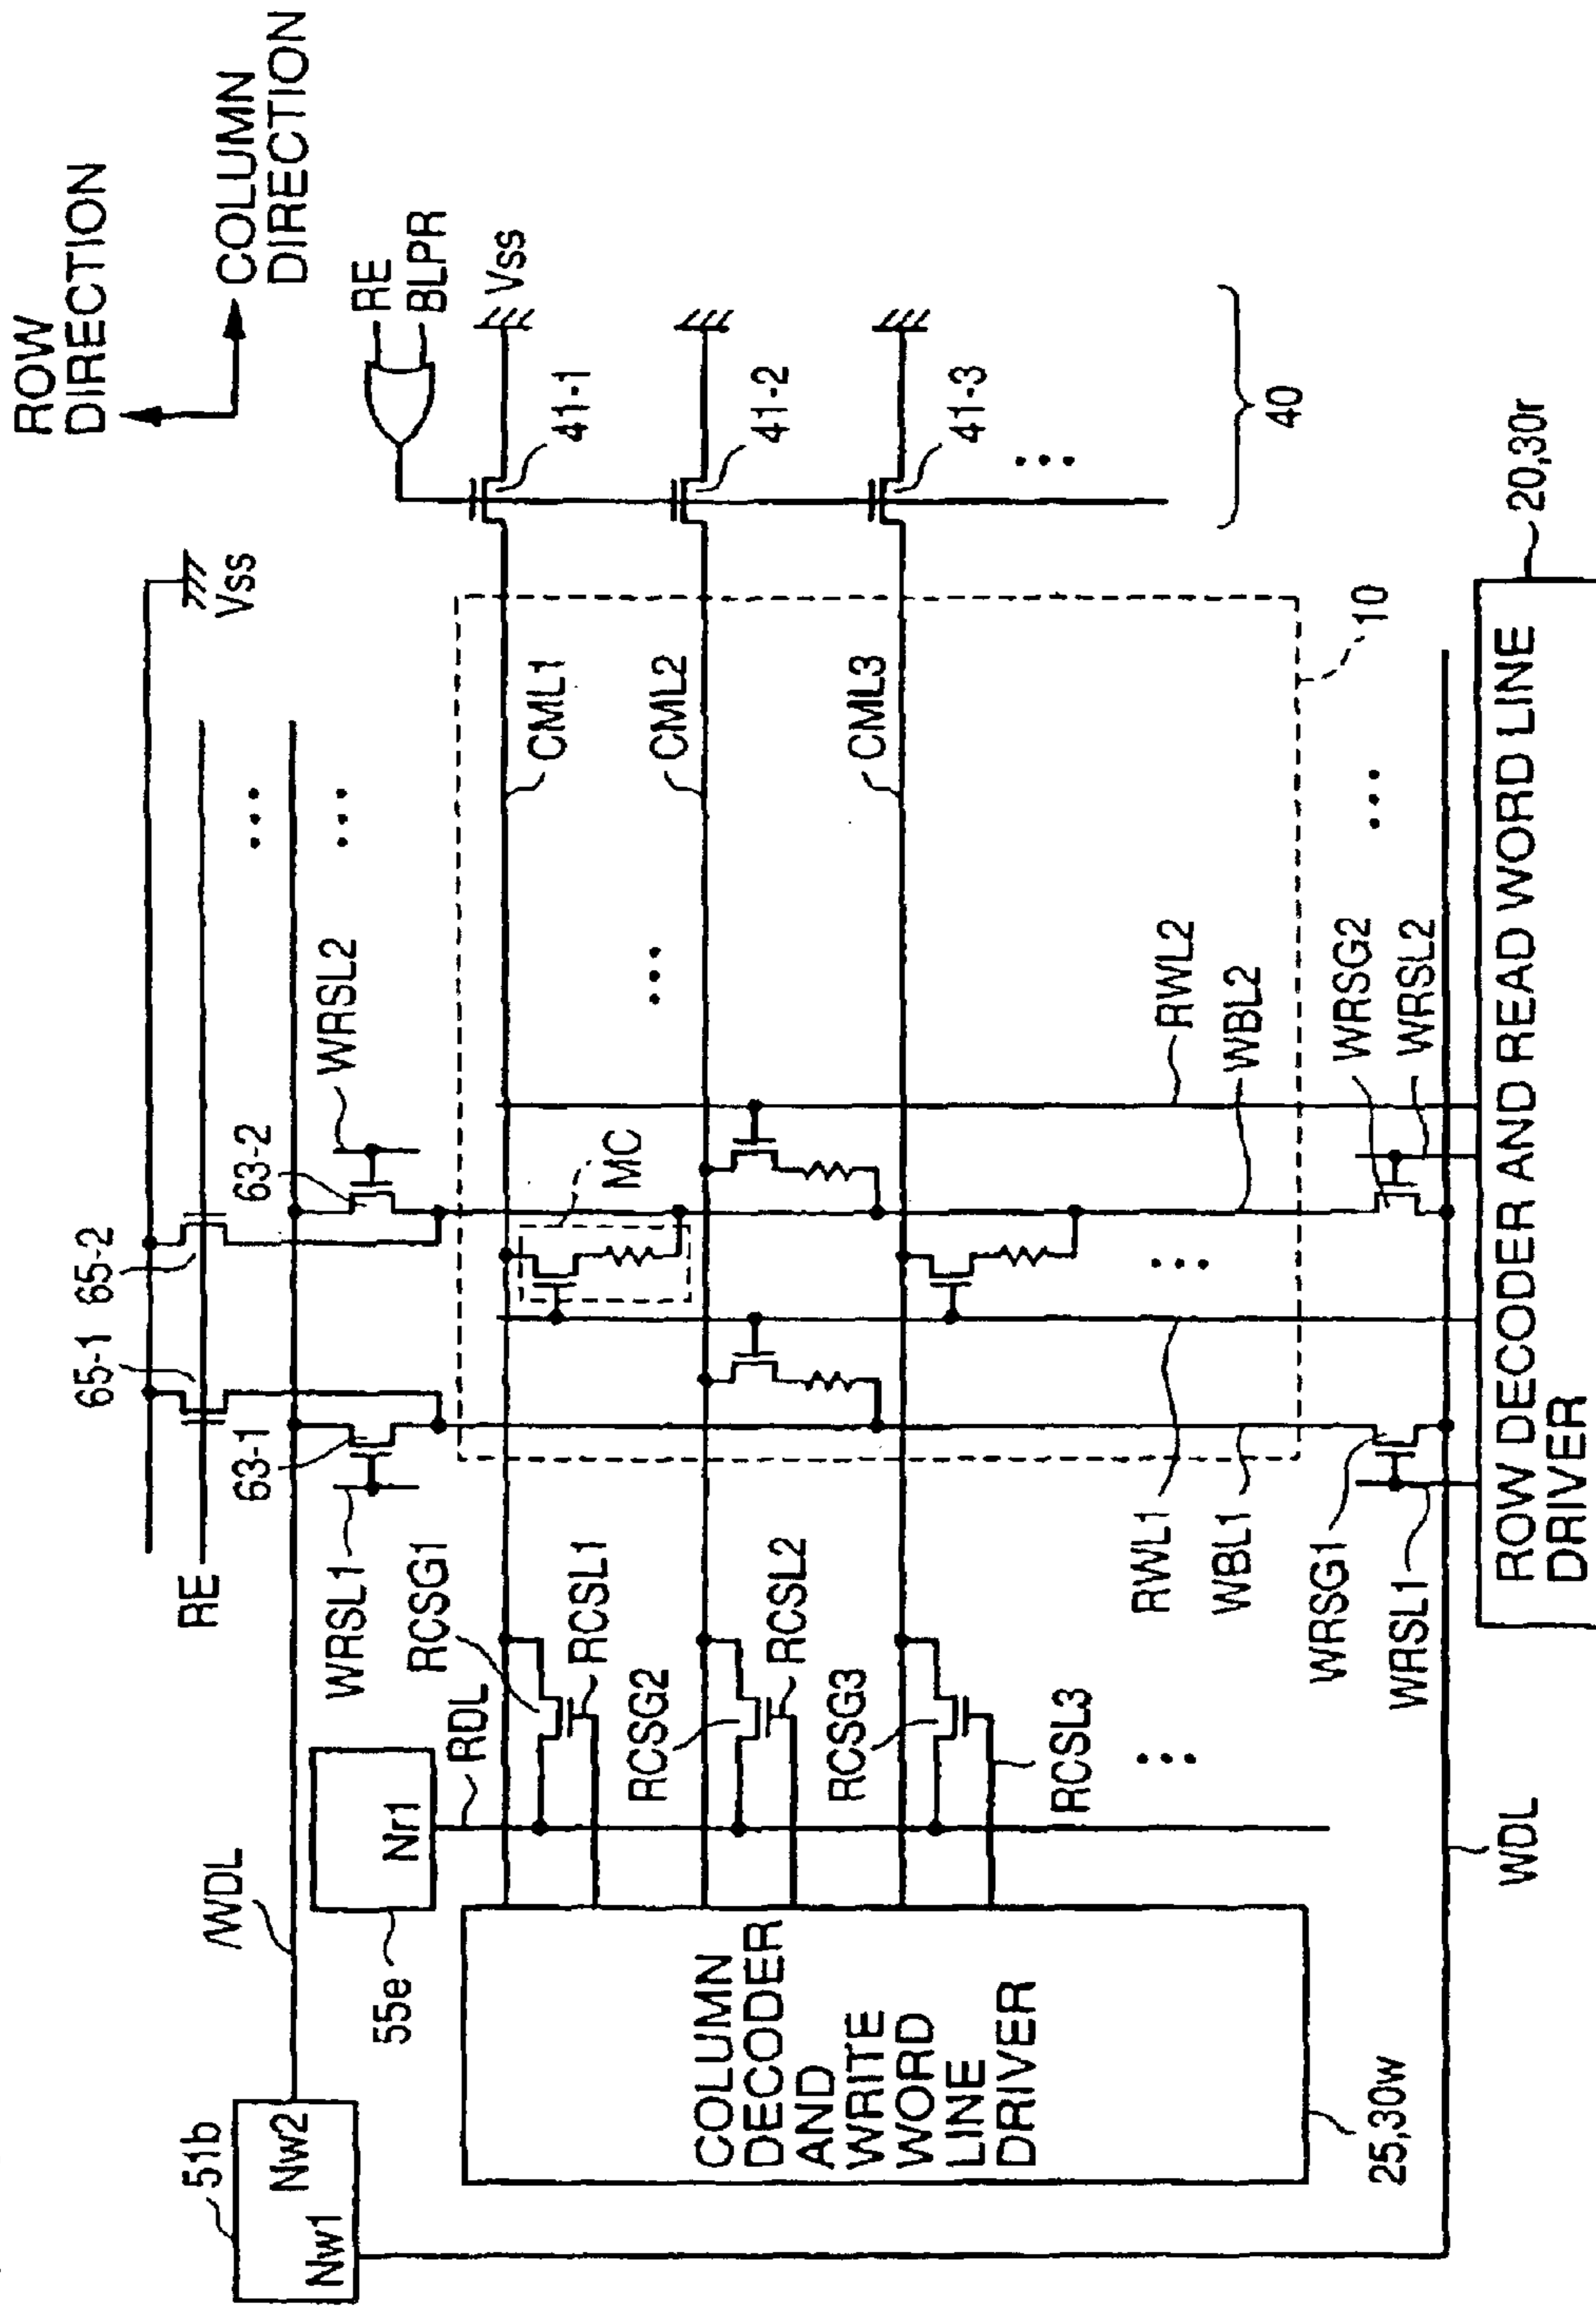 ROW
DIRECTION
COLUMN
DIRECTION
51b
Nw2
Nw1
/WDL
RE
65-1
65-2
Vss
WRSL1
63-1
63-2
WRSL2
RE
BLPR
55e
Nr1
RDL
RCSG1
RCSL1
MC
CML1
41-1
Vss
RCSG2
RCSL2
CML2
41-2
RCSG3
RCSL3
CML3
41-3
COLUMN
DECODER
AND
WRITE
WORD
LINE
DRIVER
25,30w
RWL1
WBL1
RWL2
WBL2
40
10
WRSG1
WRSL1
WRSG2
WRSL2
WDL
ROW DECODER AND READ WORD LINE
DRIVER
20,30r